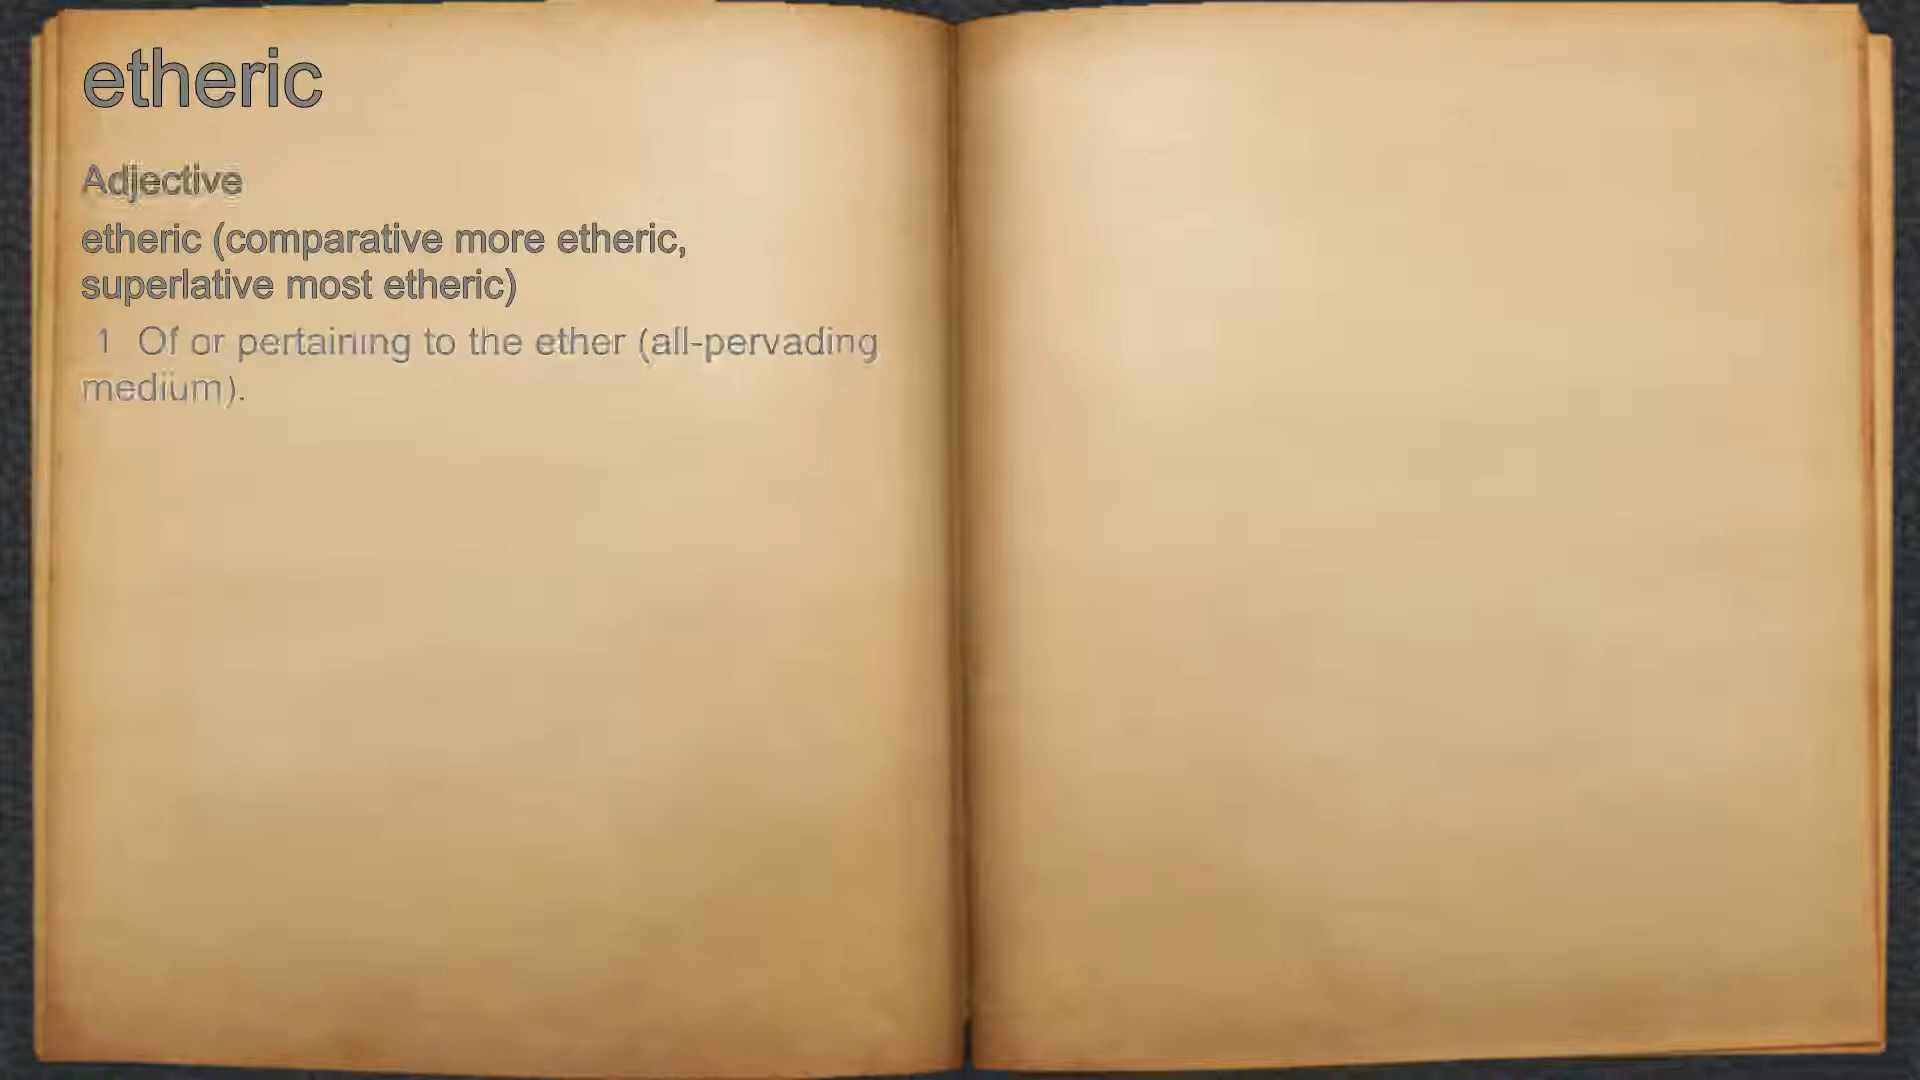 etheric
Adjective
etheric (comparative more etheric,
superlative most etheric)
1 Of or pertaining to the ether (all-pervading
medium).